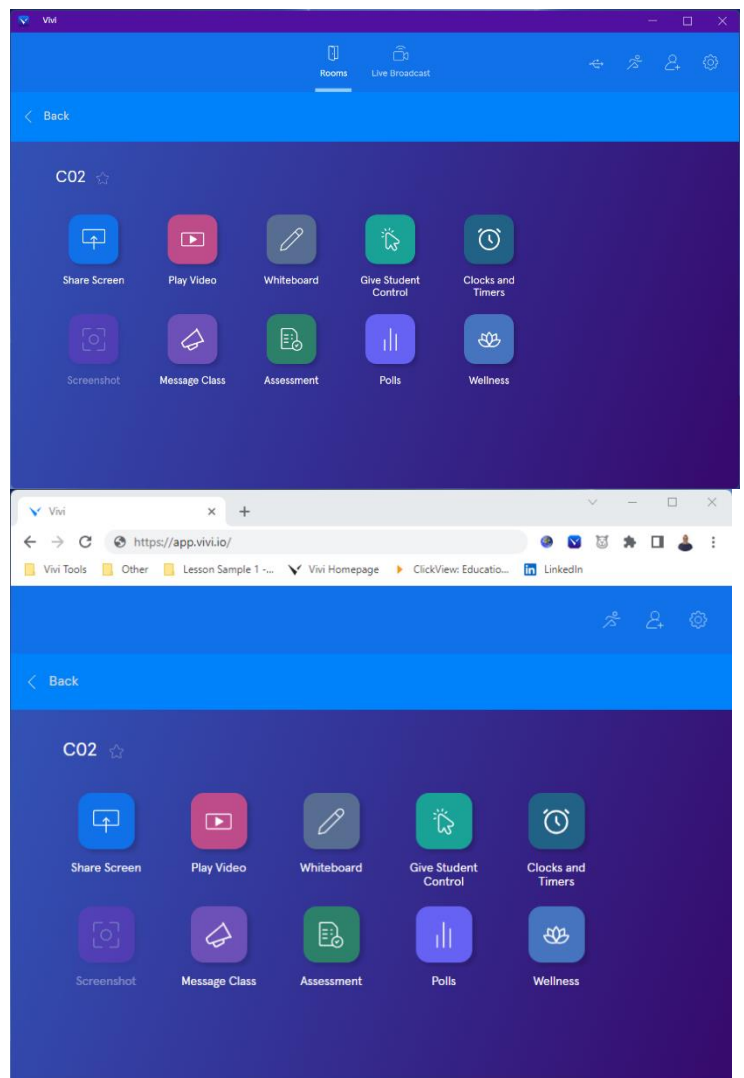 Vivi
Rooms Live Broadcast
Back
C02
Share Screen Play Video Whiteboard Give Student Control Clocks and Timers
Screenshot Message Class Assessment Polls Wellness
Vivi
https://app.vivi.io/
Vivi Tools Other Lesson Sample 1 -... Vivi Homepage ClickView: Educatio... in LinkedIn
Back
C02
Share Screen Play Video Whiteboard Give Student Control Clocks and Timers
Screenshot Message Class Assessment Polls Wellness